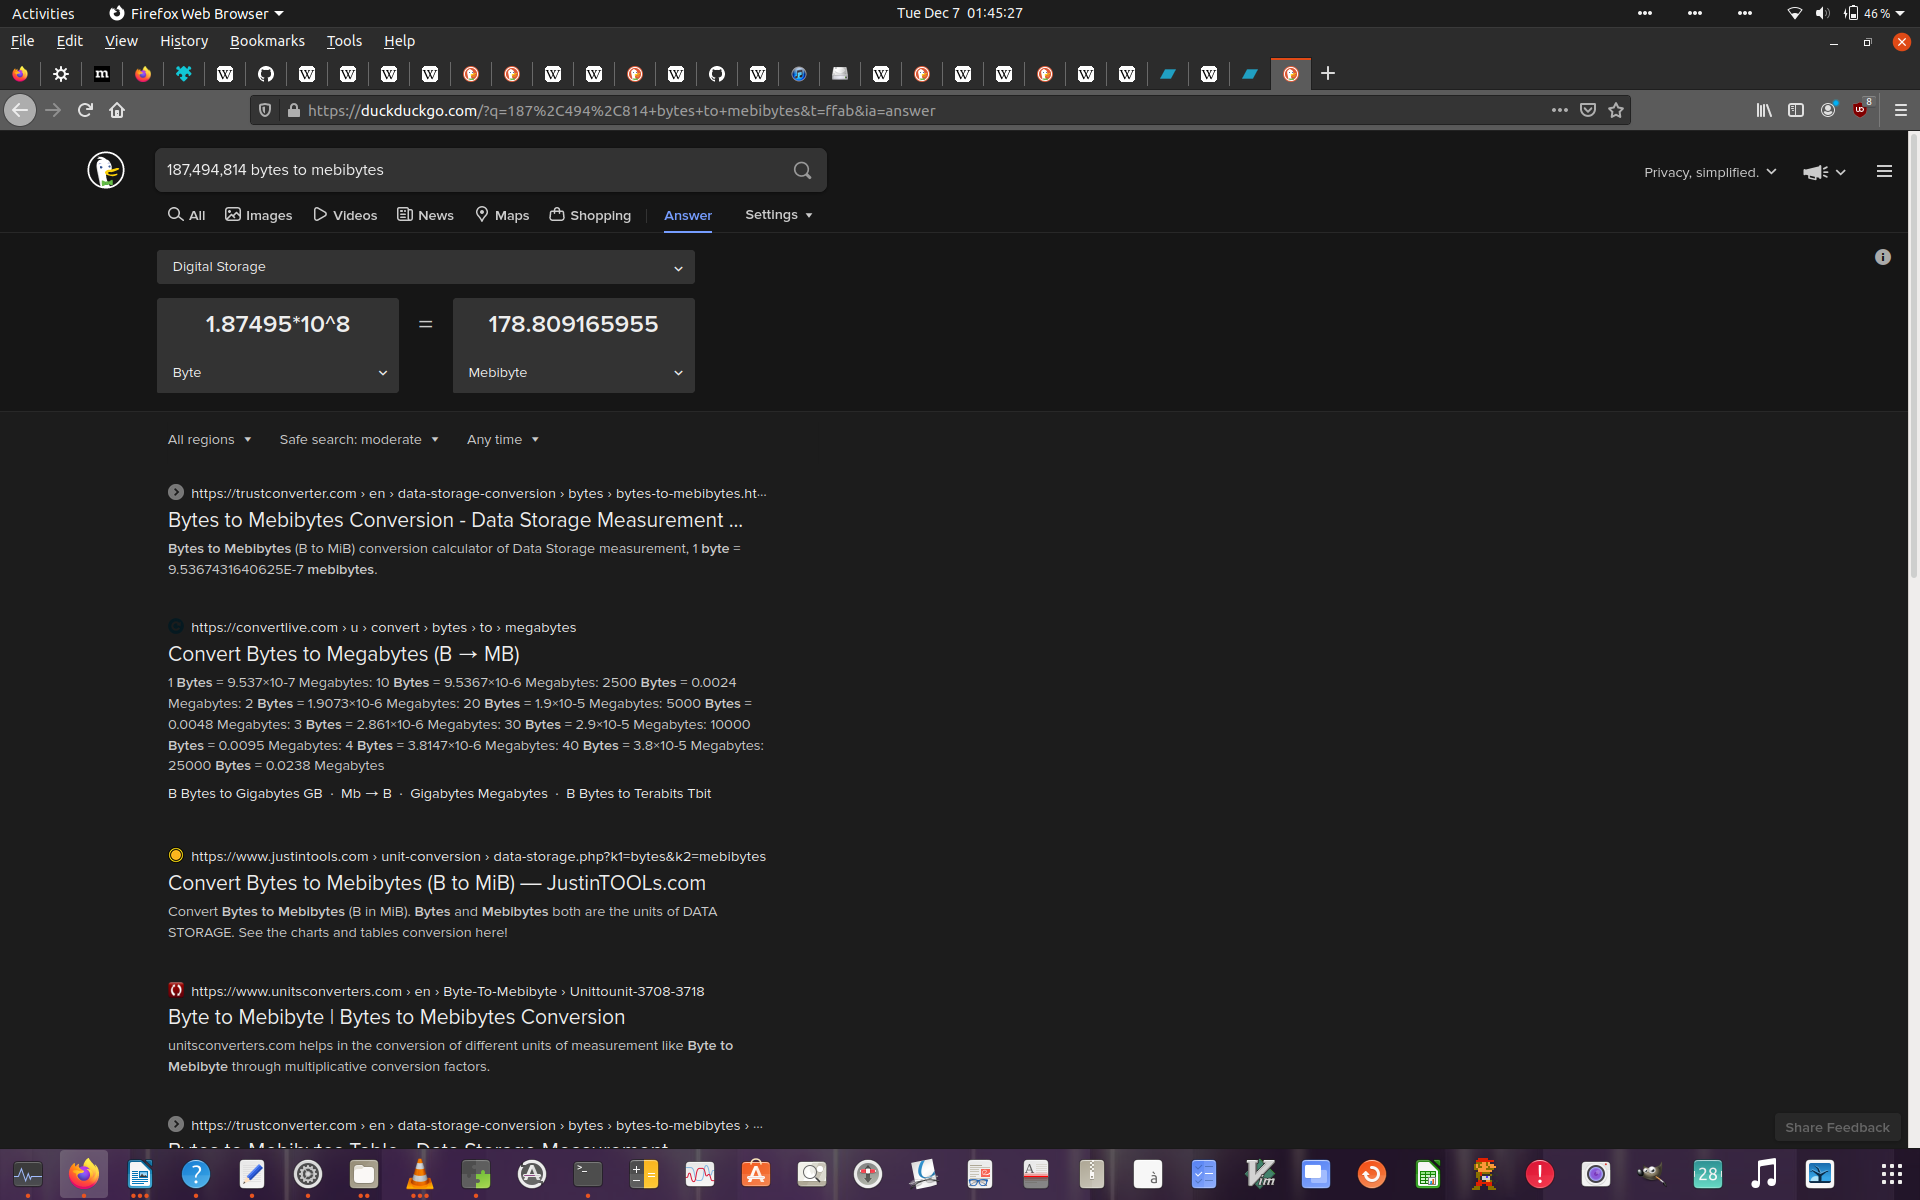 Activities Firefox Web Browser Tue Dec 7 01:45:27 46 %
File Edit View History Bookmarks Tools Help
https://duckduckgo.com/?q=187%2C494%2C814+bytes+to+mebibytes&t=ffab&ia=answer 8
187,494,814 bytes to mebibytes
Privacy, simplified.
All Images Videos News Maps Shopping Answer Settings
Digital Storage
1.87495*10^8 = 178.809165955
Byte Mebibyte
All regions Safe search: moderate Any time
https://trustconverter.com › en › data-storage-conversion › bytes › bytes-to-mebibytes.ht...
Bytes to Mebibytes Conversion - Data Storage Measurement ...
Bytes to Mebibytes (B to MiB) conversion calculator of Data Storage measurement, 1 byte =
9.5367431640625E-7 mebibytes.
https://convertlive.com › u › convert › bytes › to › megabytes
Convert Bytes to Megabytes (B → MB)
1 Bytes = 9.537×10-7 Megabytes: 10 Bytes = 9.5367×10-6 Megabytes: 2500 Bytes = 0.0024
Megabytes: 2 Bytes = 1.9073×10-6 Megabytes: 20 Bytes = 1.9×10-5 Megabytes: 5000 Bytes =
0.0048 Megabytes: 3 Bytes = 2.861×10-6 Megabytes: 30 Bytes = 2.9×10-5 Megabytes: 10000
Bytes = 0.0095 Megabytes: 4 Bytes = 3.8147×10-6 Megabytes: 40 Bytes = 3.8×10-5 Megabytes:
25000 Bytes = 0.0238 Megabytes
B Bytes to Gigabytes GB · Mb → B · Gigabytes Megabytes · B Bytes to Terabits Tbit
https://www.justintools.com › unit-conversion › data-storage.php?k1=bytes&k2=mebibytes
Convert Bytes to Mebibytes (B to MiB) — JustinTOOLs.com
Convert Bytes to Mebibytes (B in MiB). Bytes and Mebibytes both are the units of DATA
STORAGE. See the charts and tables conversion here!
https://www.unitsconverters.com › en › Byte-To-Mebibyte › Unittounit-3708-3718
Byte to Mebibyte | Bytes to Mebibytes Conversion
unitsconverters.com helps in the conversion of different units of measurement like Byte to
Mebibyte through multiplicative conversion factors.
https://trustconverter.com › en › data-storage-conversion › bytes › bytes-to-mebibytes › ...
Bytes to Mebibytes Table - Data Storage Measurement
Share Feedback
28